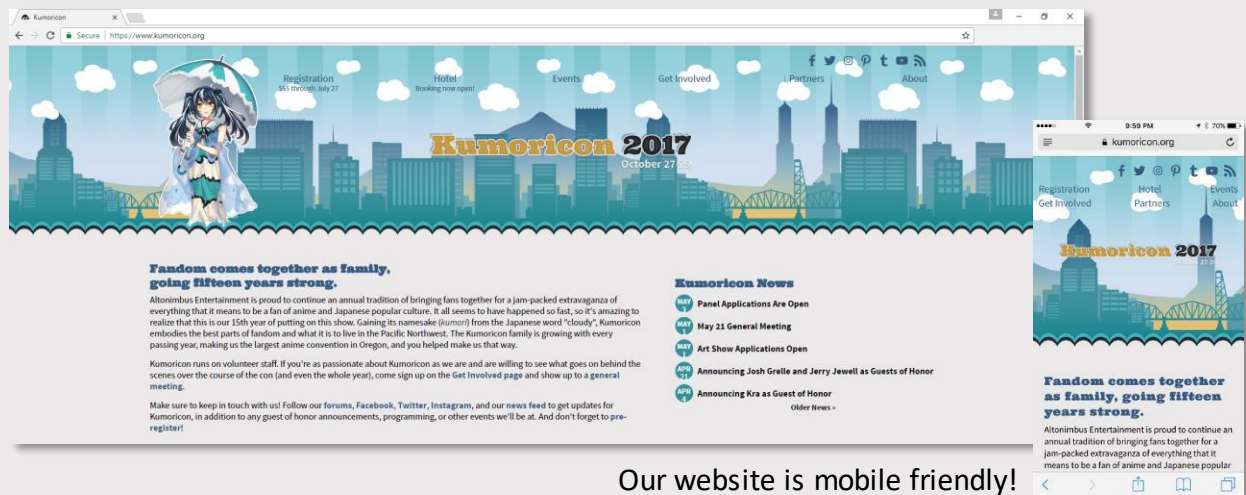 Kumoricon
Secure | https://www.kumoricon.org
Registration Hotel Events Get Involved Partners About
$55 through July 27 Booking now open!
Kumoricon 2017
October 27-29
Fandom comes together as family,
going fifteen years strong.
Altonimbus Entertainment is proud to continue an annual tradition of bringing fans together for a jam-packed extravaganza of
everything that it means to be a fan of anime and Japanese popular culture. It all seems to have happened so fast, so it's amazing to
realize that this is our 15th year of putting on this show. Gaining its namesake (kumori) from the Japanese word "cloudy", Kumoricon
embodies the best parts of fandom and what it is to live in the Pacific Northwest. The Kumoricon family is growing with every
passing year, making us the largest anime convention in Oregon, and you helped make us that way.
Kumoricon runs on volunteer staff. If you're as passionate about Kumoricon as we are and are willing to see what goes on behind the
scenes over the course of the con (and even the whole year), come sign up on the Get Involved page and show up to a general
meeting.
Make sure to keep in touch with us! Follow our forums, Facebook, Twitter, Instagram, and our news feed to get updates for
Kumoricon, in addition to any guest of honor announcements, programming, or other events we'll be at. And don't forget to pre-
register!
Kumoricon News
MAY 1 Panel Applications Are Open
MAY 1 May 21 General Meeting
MAY 1 Art Show Applications Open
APR 21 Announcing Josh Grelle and Jerry Jewell as Guests of Honor
APR 4 Announcing Kra as Guest of Honor
Older News »
9:59 PM 70%
kumoricon.org
Registration Hotel Events
Get Involved Partners About
Kumoricon 2017
October 27-29
Fandom comes together
as family, going fifteen
years strong.
Altonimbus Entertainment is proud to continue an
annual tradition of bringing fans together for a
jam-packed extravaganza of everything that it
means to be a fan of anime and Japanese popular
Our website is mobile friendly!